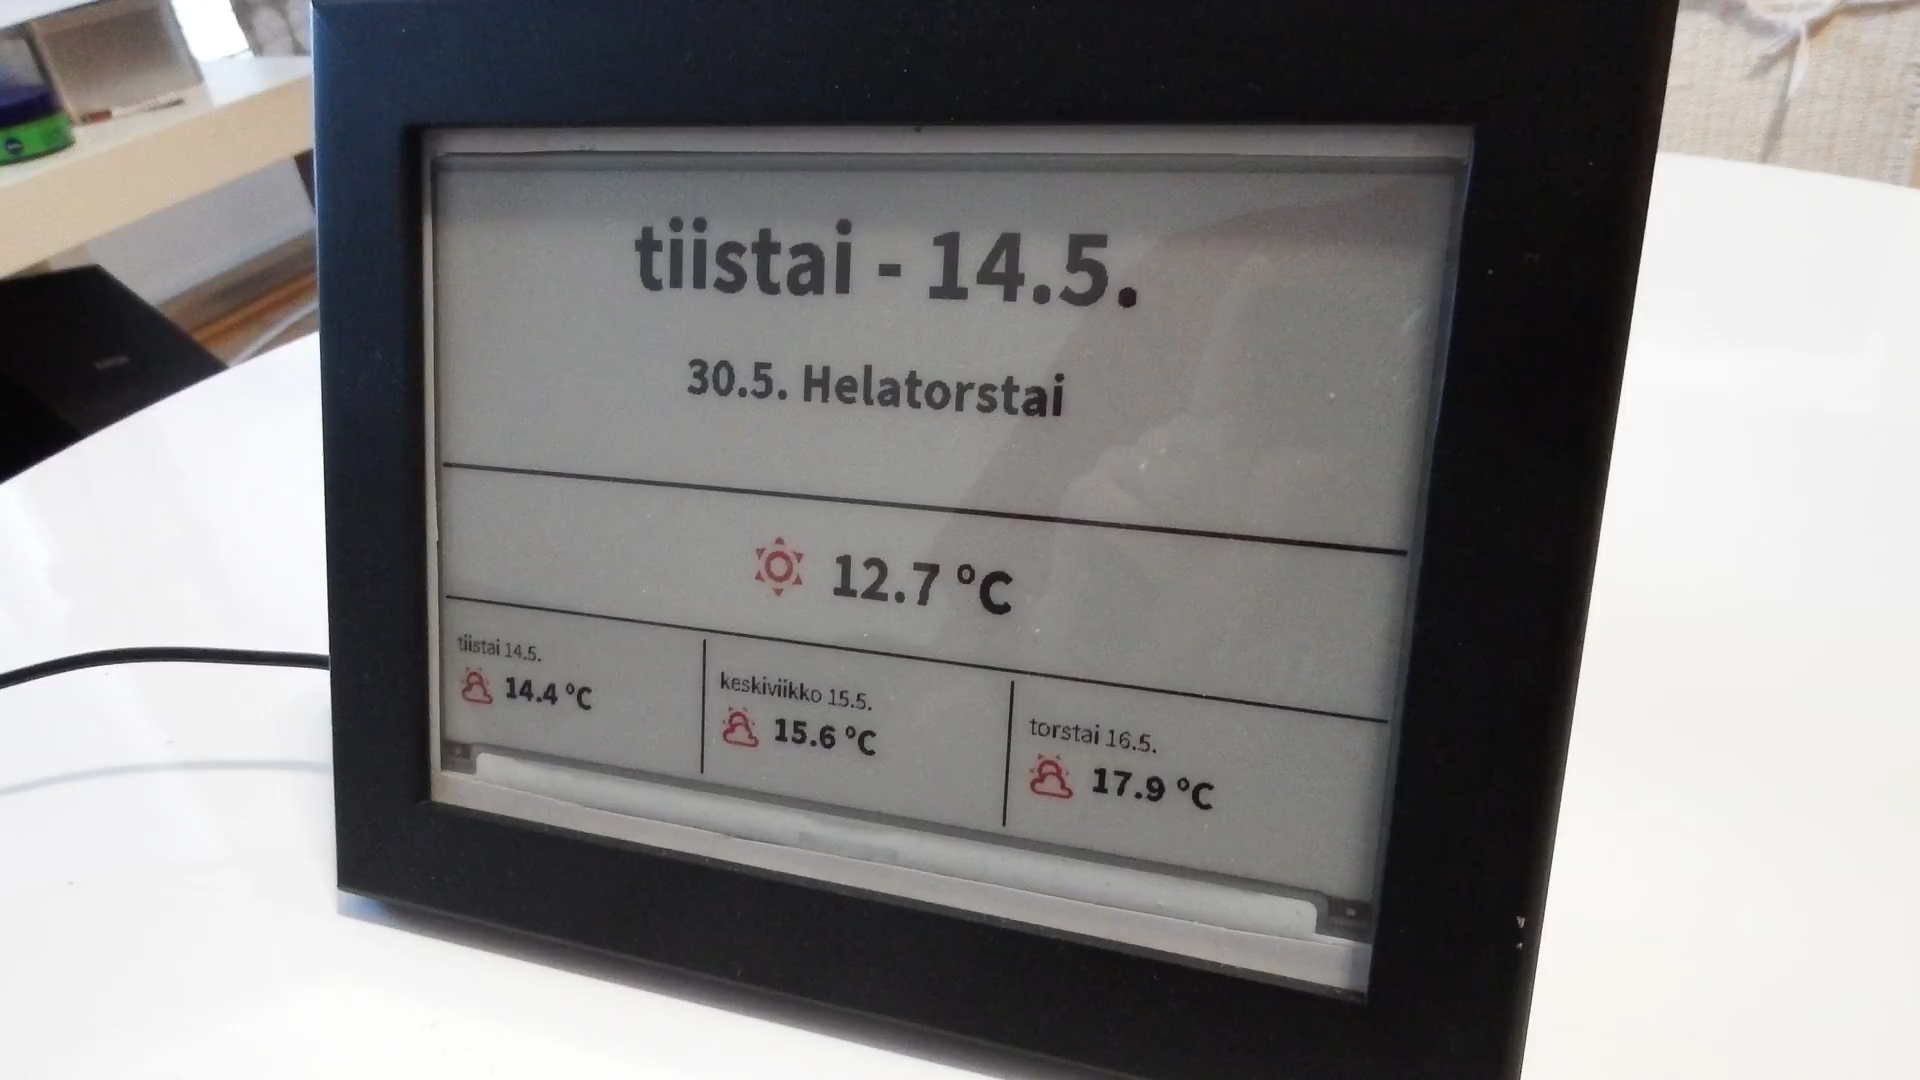 tiistai - 14.5.
30.5. Helatorstai
12.7 °C
tiistai 14.5.
14.4 °C
keskiviikko 15.5.
15.6 °C
torstai 16.5.
17.9 °C